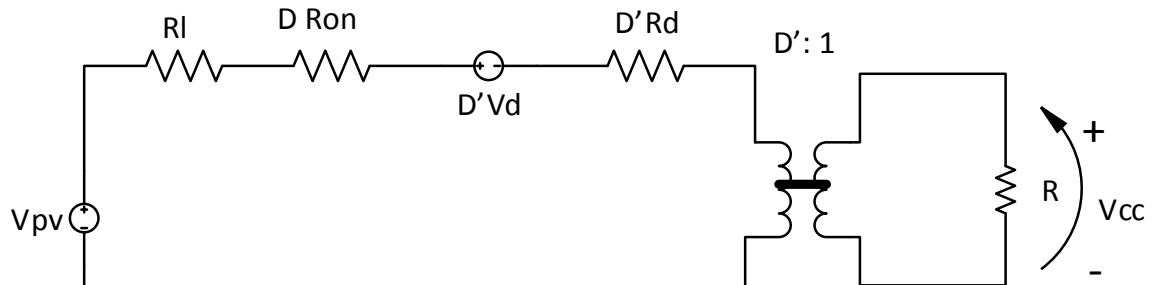 Rl
D Ron
D’Vd
D’Rd
D’: 1
Vpv
R
Vcc
+
-
+
-
+
-